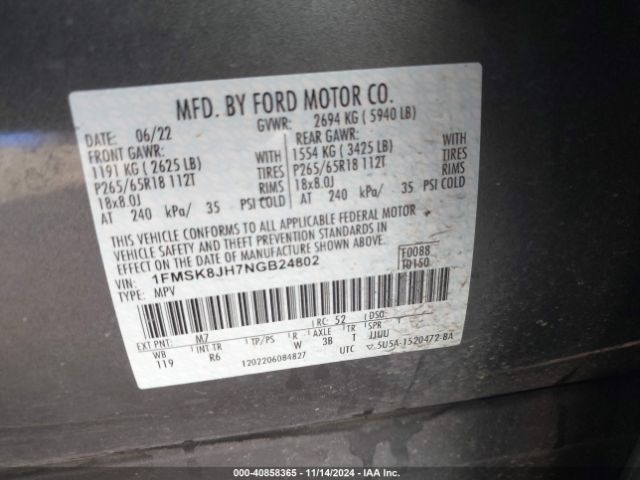 MFD. BY FORD MOTOR CO.
DATE: 06/22 GVWR: 2694 KG ( 5940 LB)
FRONT GAWR: REAR GAWR:
1191 KG ( 2625 LB) WITH 1554 KG ( 3425 LB) WITH
P265/65R18 112T TIRES P265/65R18 112T TIRES
18x8.0J RIMS 18x8.0J RIMS
AT 240 kPa/ 35 PSI COLD AT 240 kPa/ 35 PSI COLD
THIS VEHICLE CONFORMS TO ALL APPLICABLE FEDERAL MOTOR
VEHICLE SAFETY AND THEFT PREVENTION STANDARDS IN
EFFECT ON THE DATE OF MANUFACTURE SHOWN ABOVE.
VIN: 1FMSK8JH7NGB24802 F0088
TYPE: MPV T0150
EXT PNT: M7 RC: 52 DSO:
WB INT TR TP/PS R AXLE TR SPR
119 R6 W 3B T JJUU
1202206084827 UTC 5U5A-1520472-BA
000-40858365 | 11/14/2024 | IAA Inc.